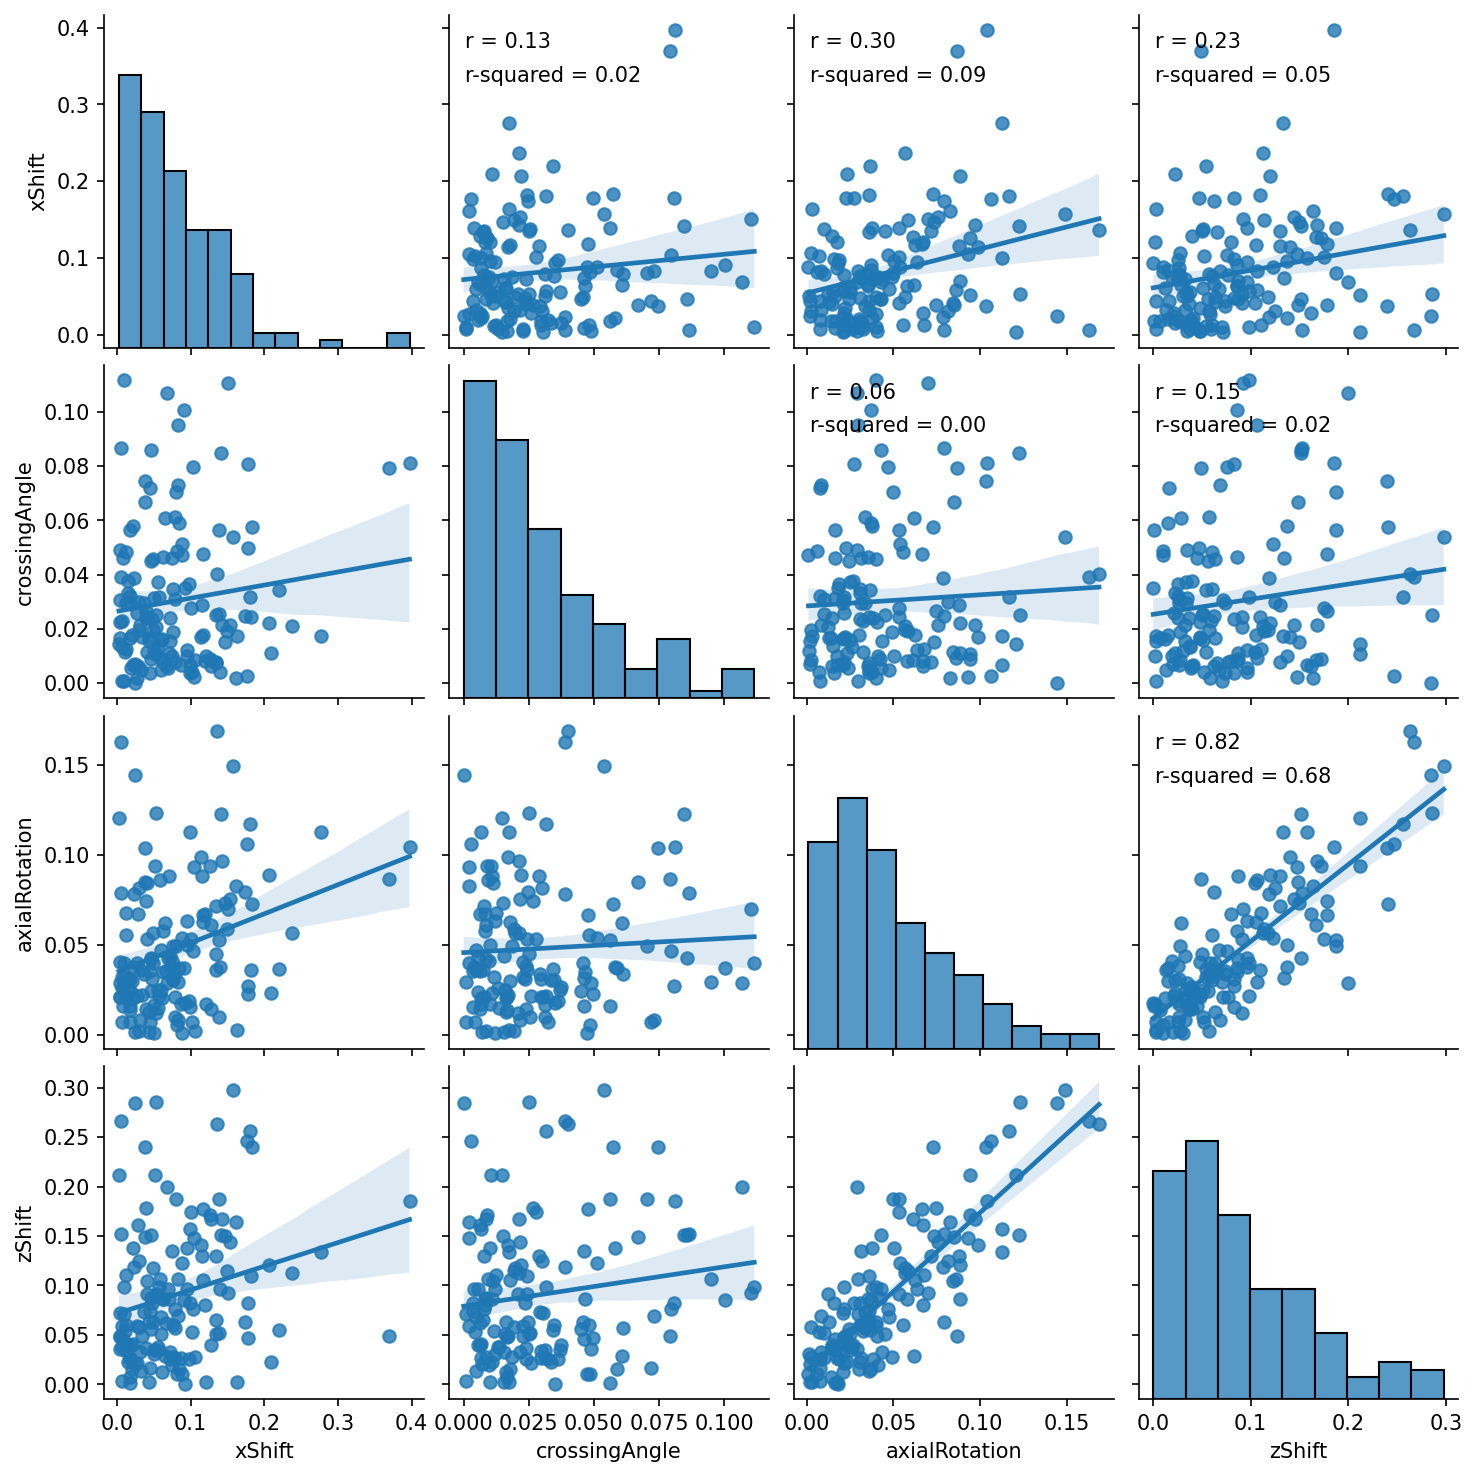 0.4
0.3
0.2
0.1
0.0
xShift
r = 0.13
r-squared = 0.02
r = 0.30
r-squared = 0.09
r = 0.23
r-squared = 0.05
0.10
0.08
0.06
0.04
0.02
0.00
crossingAngle
r = 0.06
r-squared = 0.00
r = 0.15
r-squared = 0.02
0.15
0.10
0.05
0.00
axialRotation
r = 0.82
r-squared = 0.68
0.30
0.25
0.20
0.15
0.10
0.05
0.00
zShift
0.0 0.1 0.2 0.3 0.4
xShift
0.000 0.025 0.050 0.075 0.100
crossingAngle
0.00 0.05 0.10 0.15
axialRotation
0.0 0.1 0.2 0.3
zShift